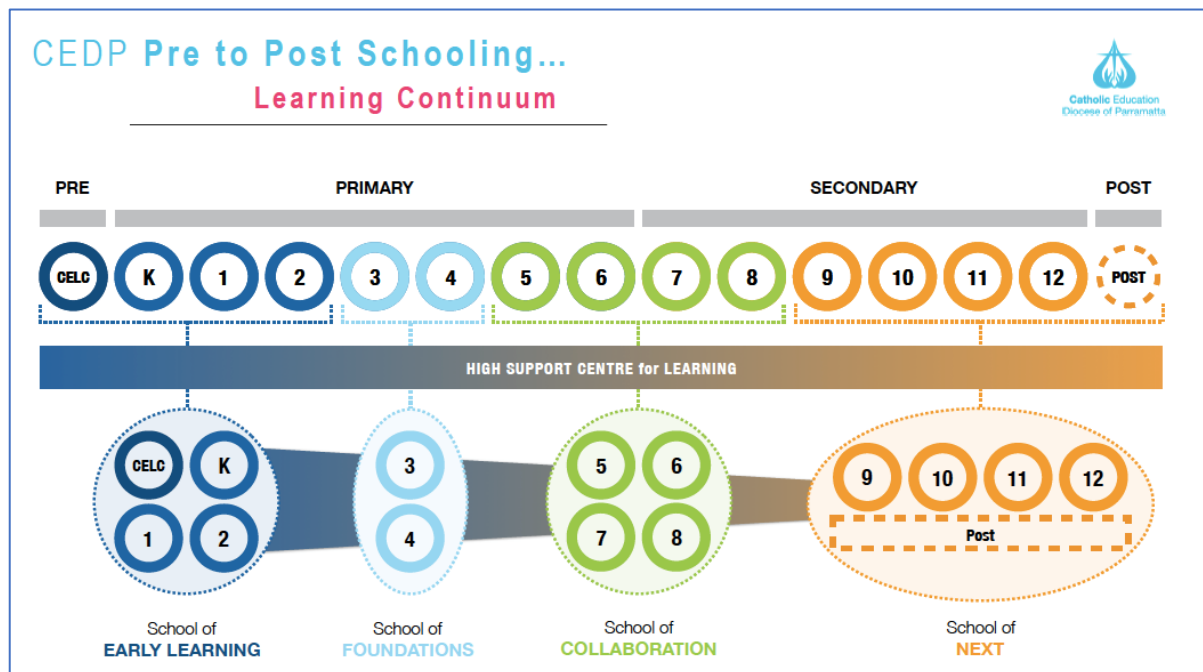 CEDP Pre to Post Schooling...
Learning Continuum
Catholic Education
Diocese of Parramatta
PRE PRIMARY SECONDARY POST
CELC K 1 2 3 4 5 6 7 8 9 10 11 12 POST
HIGH SUPPORT CENTRE for LEARNING
CELC K 3 5 6 9 10 11 12
1 2 4 7 8 Post
School of
EARLY LEARNING
School of
FOUNDATIONS
School of
COLLABORATION
School of
NEXT